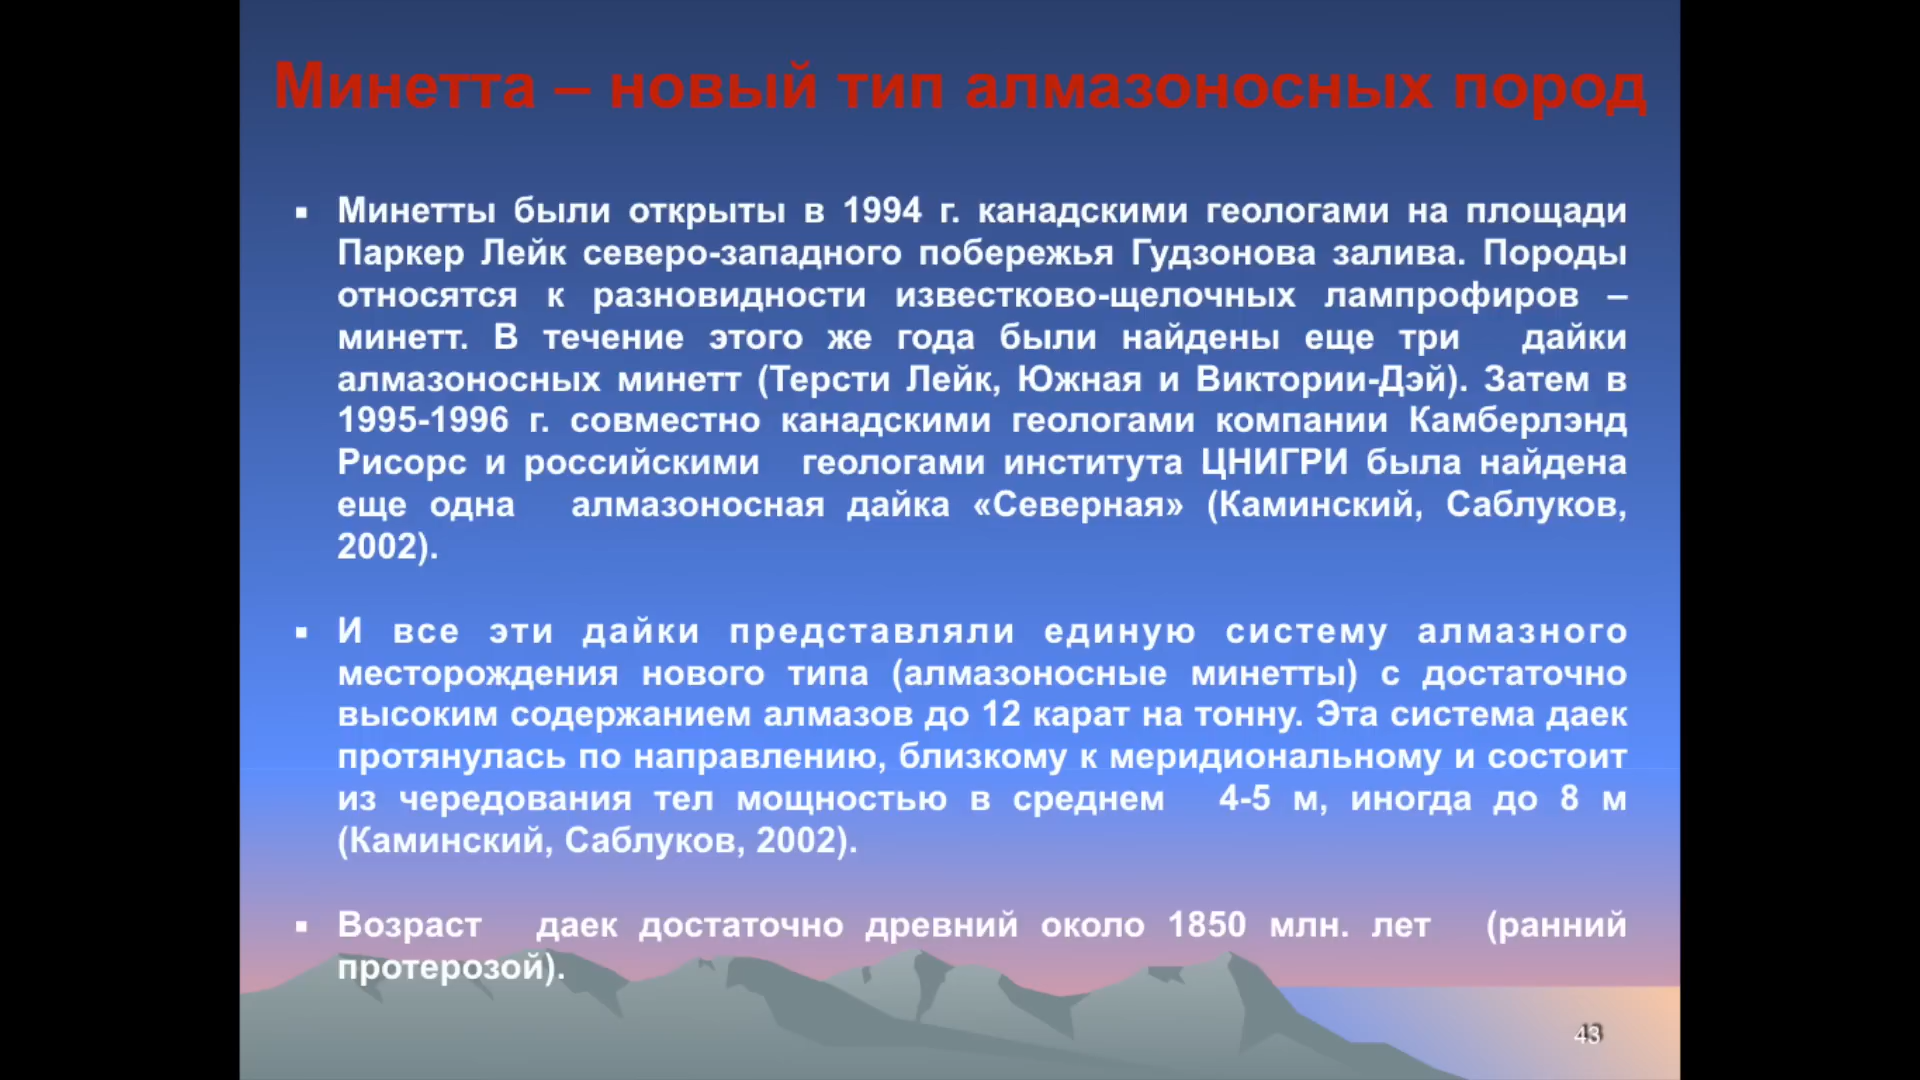 Минетта – новый тип алмазоносных пород
▪ Минетты были открыты в 1994 г. канадскими геологами на площади
Паркер Лейк северо-западного побережья Гудзонова залива. Породы
относятся к разновидности известково-щелочных лампрофиров –
минетт. В течение этого же года были найдены еще три дайки
алмазоносных минетт (Терсти Лейк, Южная и Виктории-Дэй). Затем в
1995-1996 г. совместно канадскими геологами компании Камберлэнд
Рисорс и российскими геологами института ЦНИГРИ была найдена
еще одна алмазоносная дайка «Северная» (Каминский, Саблуков,
2002).
▪ И все эти дайки представляли единую систему алмазного
месторождения нового типа (алмазоносные минетты) с достаточно
высоким содержанием алмазов до 12 карат на тонну. Эта система даек
протянулась по направлению, близкому к меридиональному и состоит
из чередования тел мощностью в среднем 4-5 м, иногда до 8 м
(Каминский, Саблуков, 2002).
▪ Возраст даек достаточно древний около 1850 млн. лет (ранний
протерозой).
43